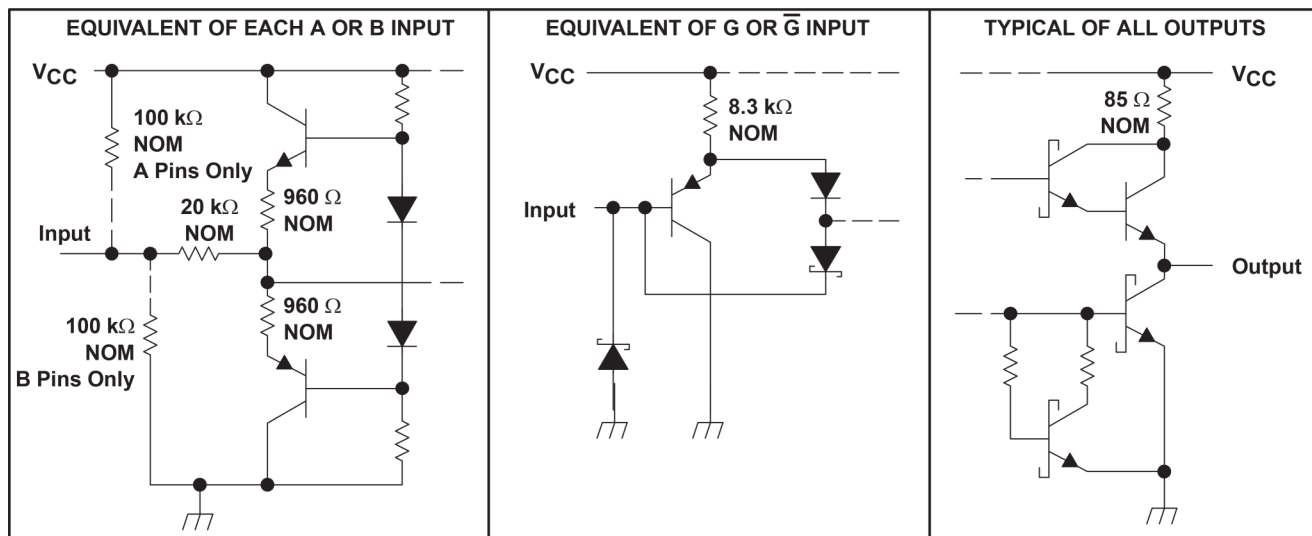 EQUIVALENT OF EACH A OR B INPUT
VCC
100 kΩ
NOM
A Pins Only
20 kΩ
NOM
960 Ω
NOM
Input
960 Ω
NOM
100 kΩ
NOM
B Pins Only
EQUIVALENT OF G OR G̅ INPUT
VCC
8.3 kΩ
NOM
Input
TYPICAL OF ALL OUTPUTS
VCC
85 Ω
NOM
Output